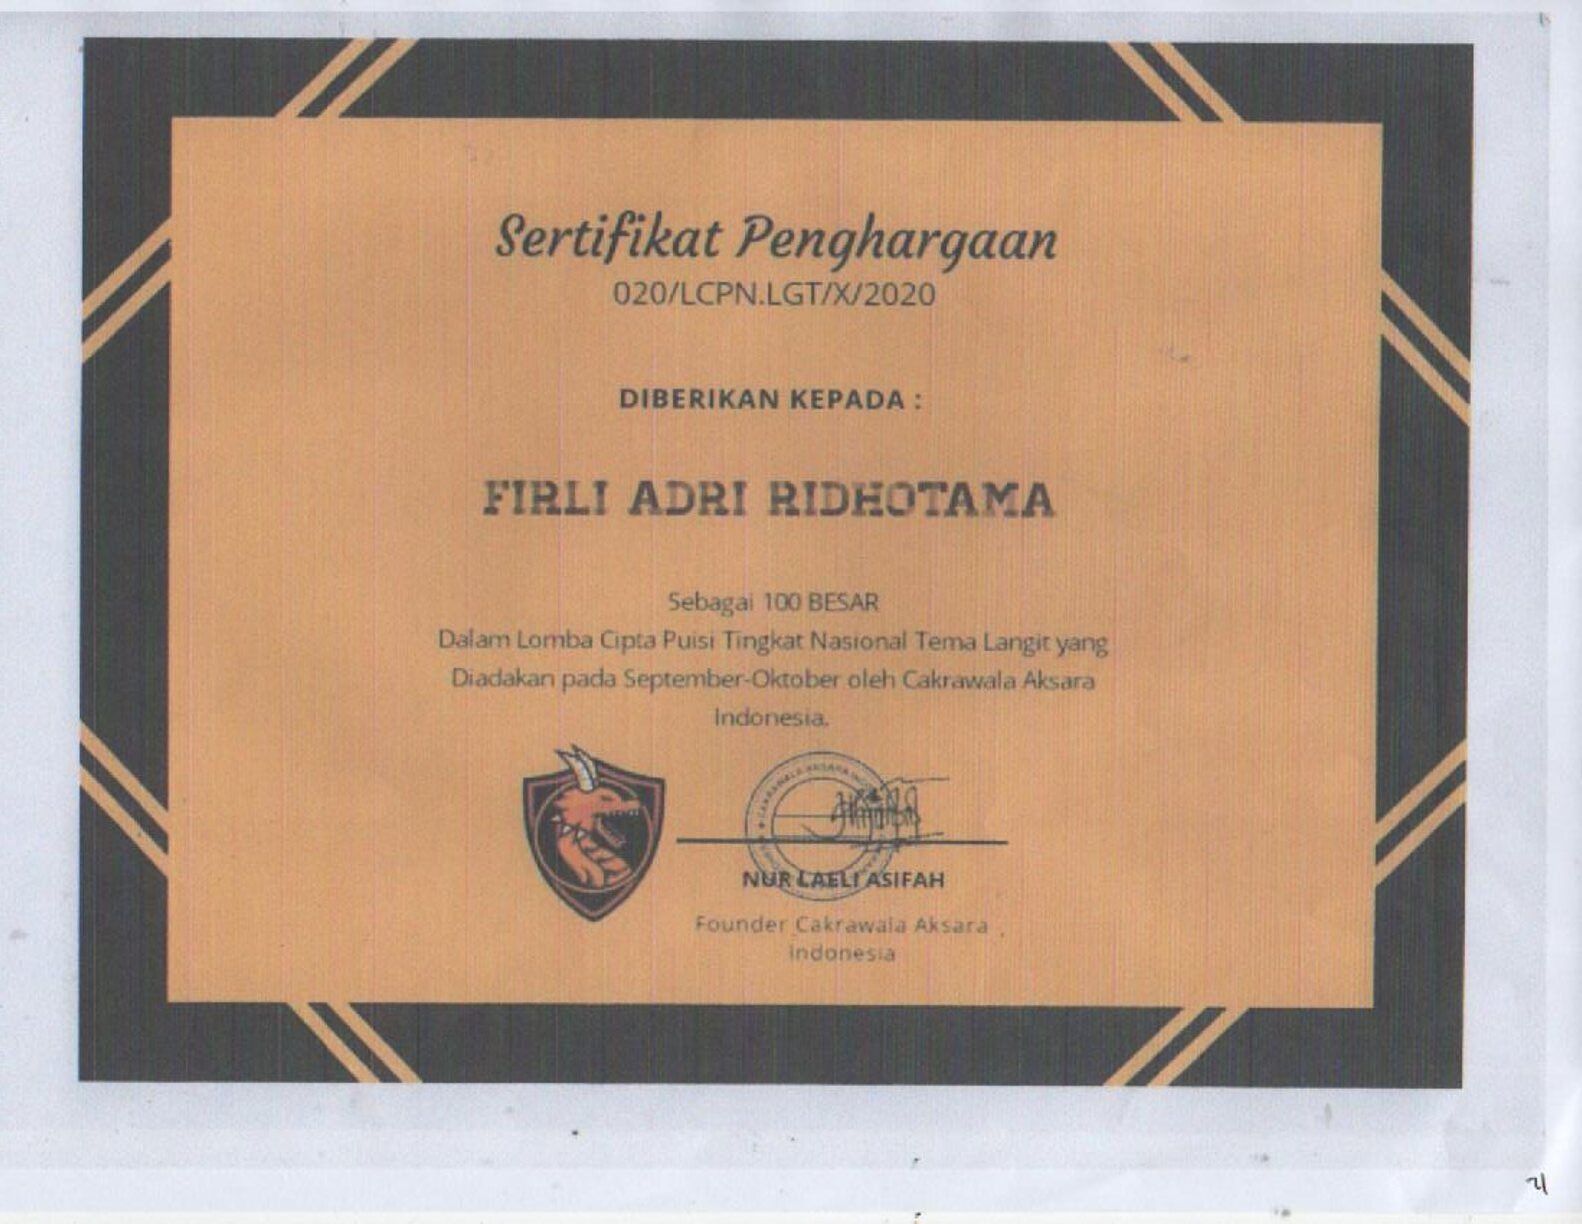 Sertifikat Penghargaan
020/LCPN.LGT/X/2020
DIBERIKAN KEPADA :
FIRLI ADRI RIDHOTAMA
Sebagai 100 BESAR
Dalam Lomba Cipta Puisi Tingkat Nasional Tema Langit yang
Diadakan pada September-Oktober oleh Cakrawala Aksara
Indonesia.
NUR LAELI ASIFAH
Founder Cakrawala Aksara
Indonesia
21